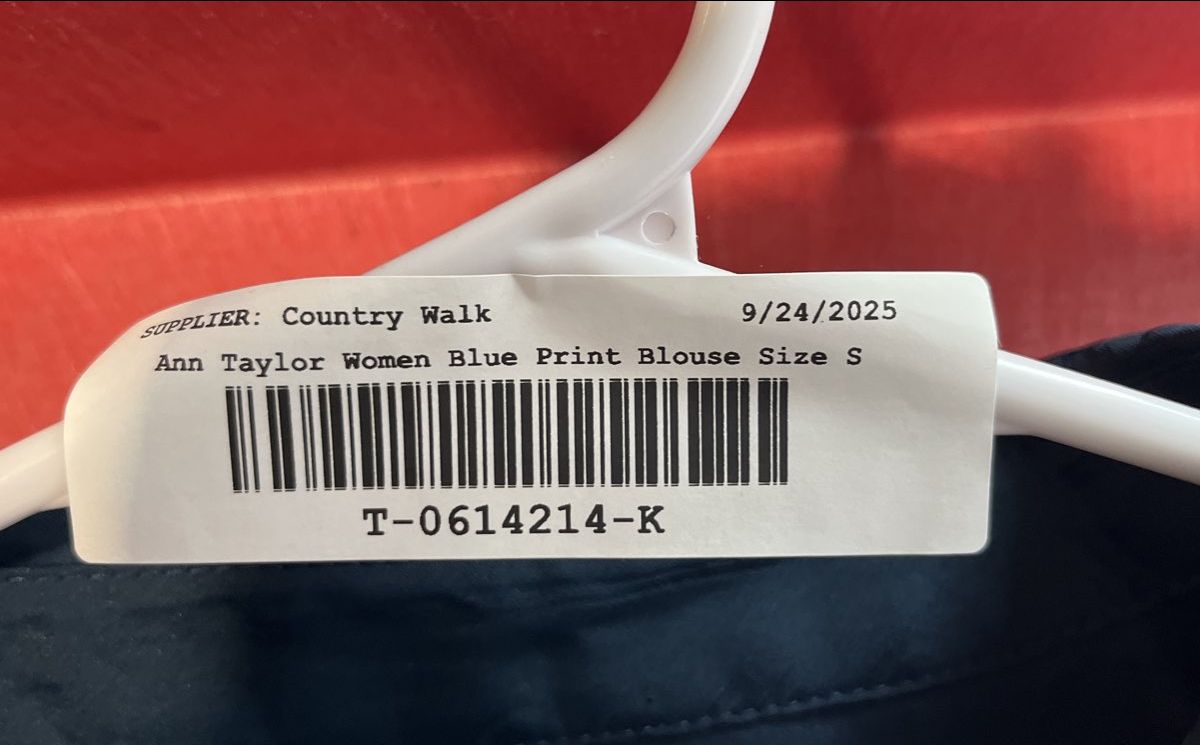 SUPPLIER: Country Walk 9/24/2025
Ann Taylor Women Blue Print Blouse Size S
T-0614214-K